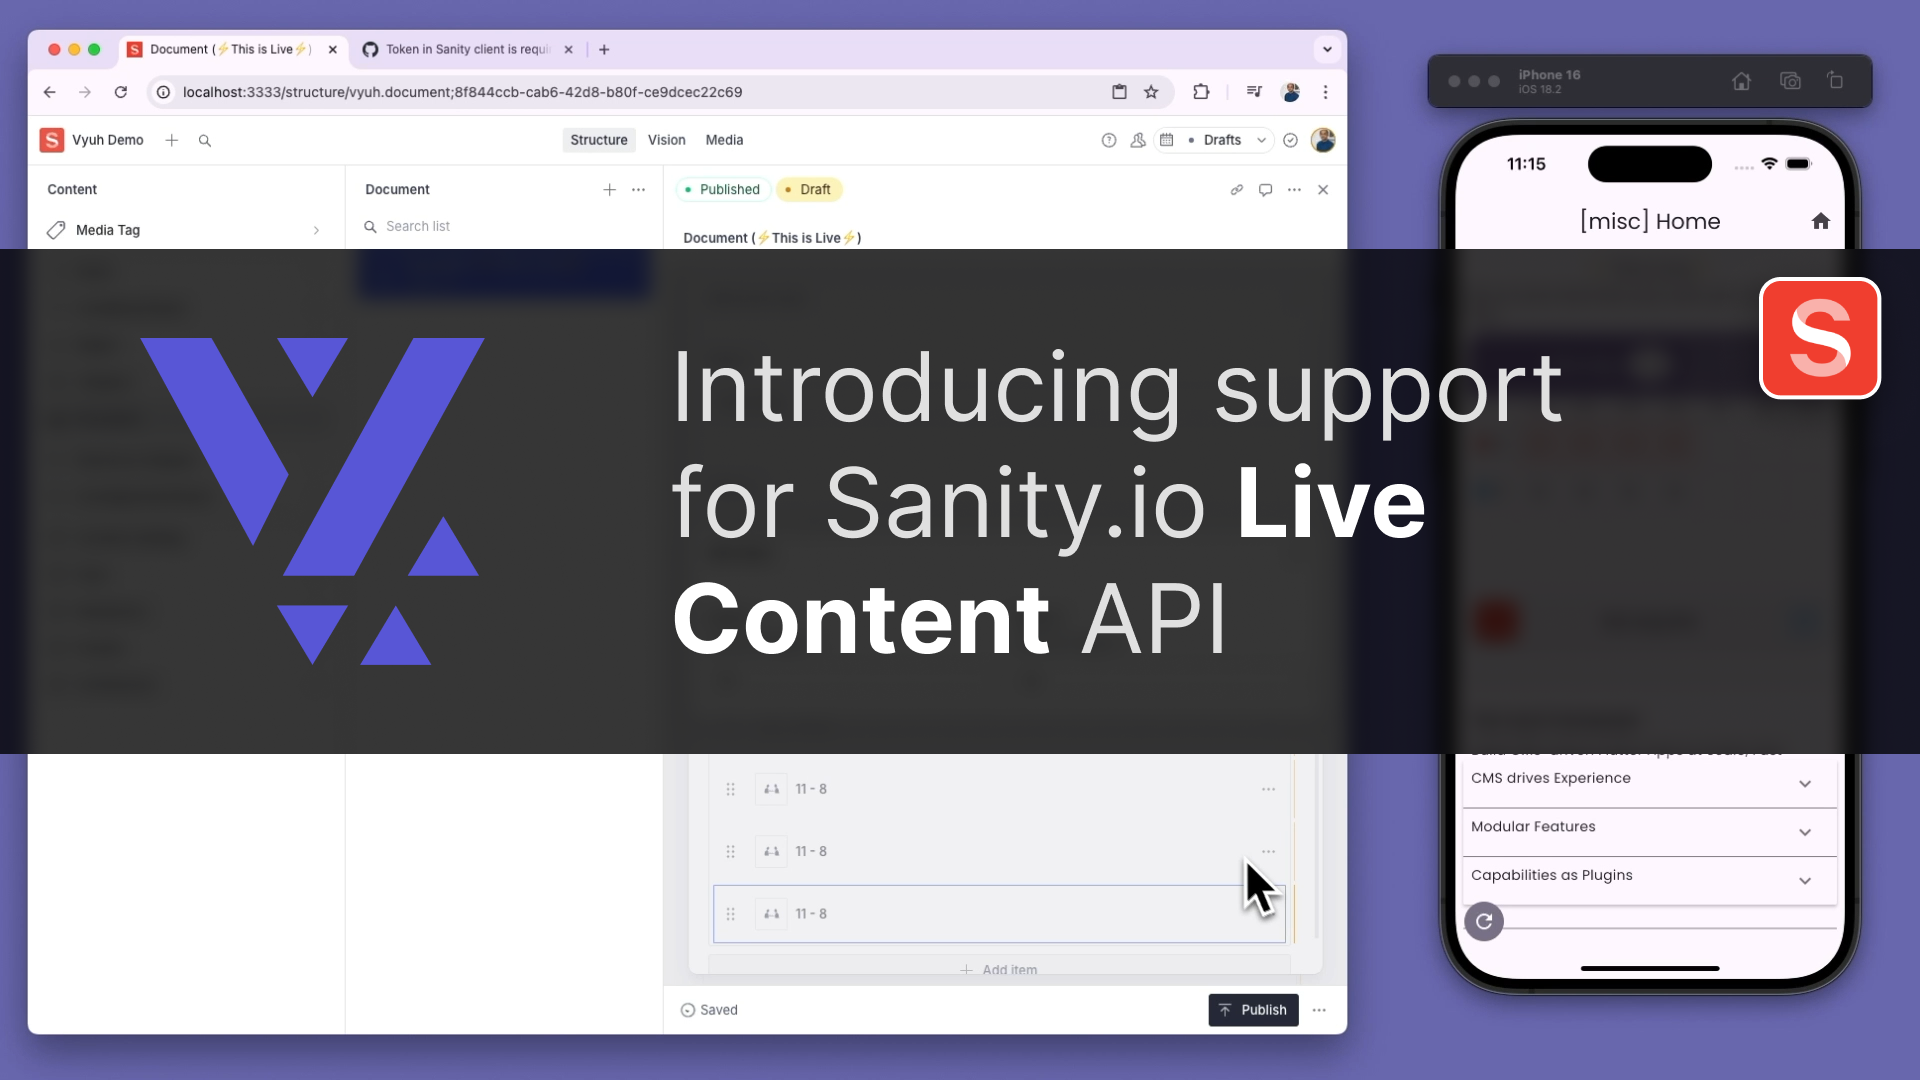 Document (⚡This is Live⚡)
Token in Sanity client is requi
localhost:3333/structure/vyuh.document;8f844ccb-cab6-42d8-b80f-ce9dcec22c69
S
Vyuh Demo
Structure
Vision
Media
Drafts
Content
Document
Published
Draft
Media Tag
Search list
Document (⚡This is Live⚡)
iPhone 16
iOS 18.2
11:15
[misc] Home
S
Introducing support
for Sanity.io Live
Content API
11 - 8
11 - 8
11 - 8
Add item
Saved
Publish
CMS drives Experience
Modular Features
Capabilities as Plugins